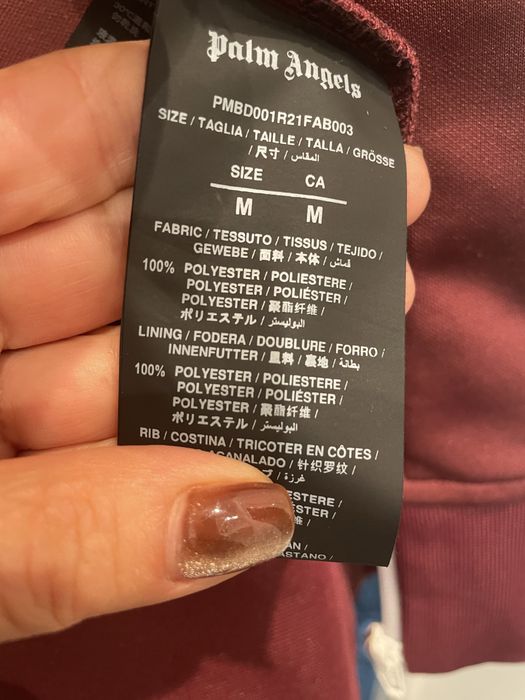 Palm Angels
PMBD001R21FAB003
SIZE / TAGLIA / TAILLE / TALLA / GRÖSSE
/ 尺寸 / المقاس
SIZE CA
M M
FABRIC / TESSUTO / TISSUS / TEJIDO /
GEWEBE / 面料 / 本体 / قماش
100% POLYESTER / POLIESTERE /
POLYESTER / POLIÉSTER /
POLYESTER / 聚酯纤维 /
ポリエステル / البوليستر
LINING / FODERA / DOUBLURE / FORRO /
INNENFUTTER / 里料 / 裏地 / بطانة
100% POLYESTER / POLIESTERE /
POLYESTER / POLIÉSTER /
POLYESTER / 聚酯纤维 /
ポリエステル / البوليستر
RIB / COSTINA / TRICOTER EN CÔTES /
ACANALADO / 针织罗纹 /
/ غرزة